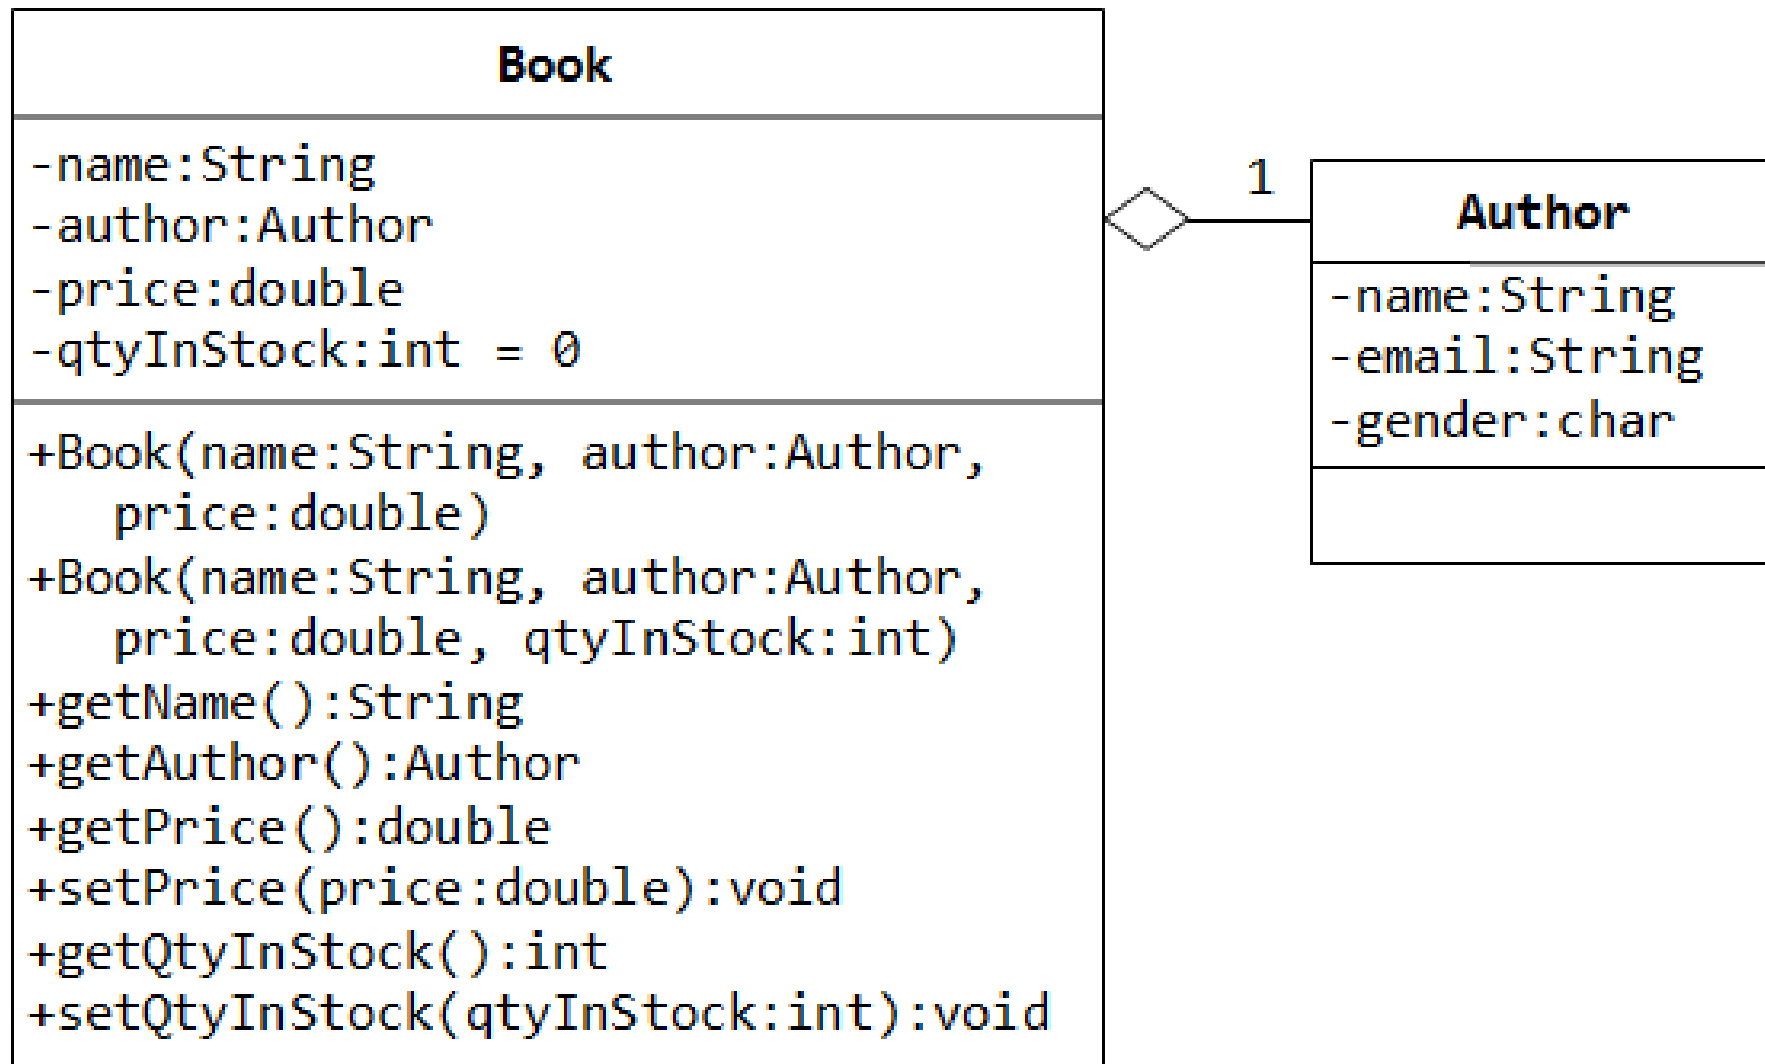 Book
-name:String
-author:Author
-price:double
-qtyInStock:int = 0
+Book(name:String, author:Author,
price:double)
+Book(name:String, author:Author,
price:double, qtyInStock:int)
+getName():String
+getAuthor():Author
+getPrice():double
+setPrice(price:double):void
+getQtyInStock():int
+setQtyInStock(qtyInStock:int):void
1
Author
-name:String
-email:String
-gender:char